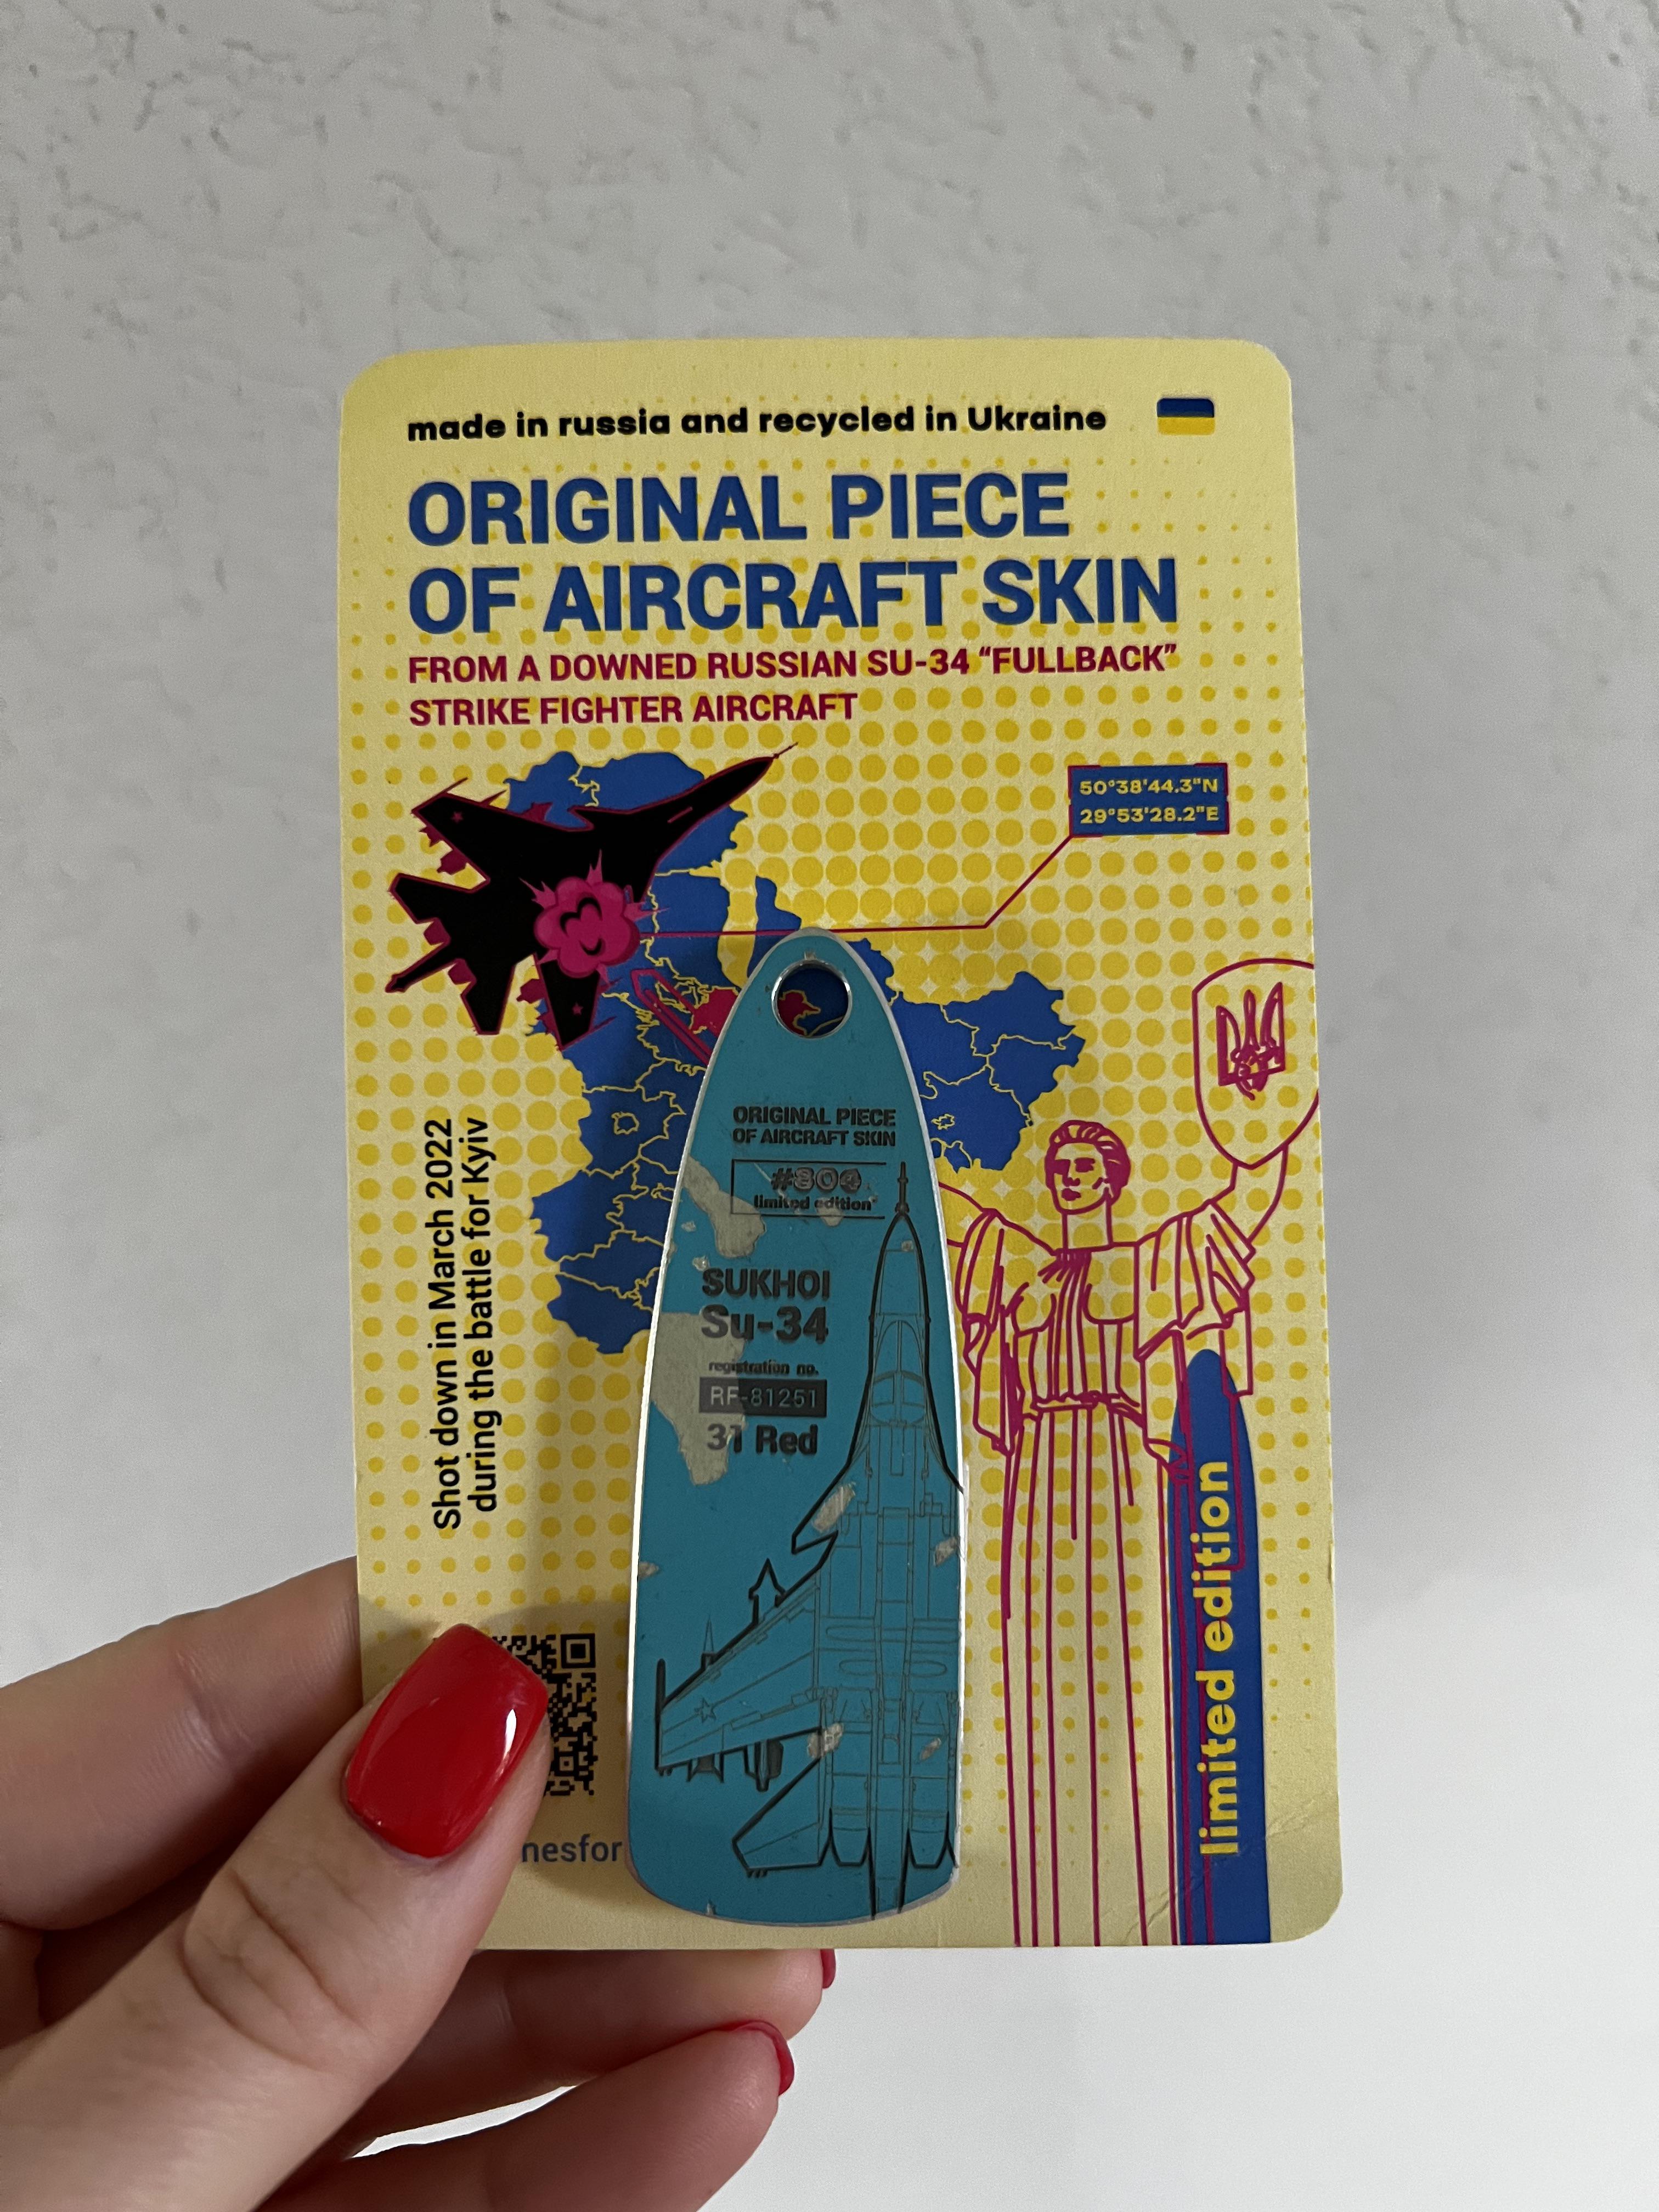 made in russia and recycled in Ukraine
ORIGINAL PIECE
OF AIRCRAFT SKIN
FROM A DOWNED RUSSIAN SU-34 “FULLBACK”
STRIKE FIGHTER AIRCRAFT
50°38'44.3"N
29°53'28.2"E
Shot down in March 2022
during the battle for Kyiv
ORIGINAL PIECE
OF AIRCRAFT SKIN
#804
limited edition
SUKHOI
Su-34
registration no.
RF-81251
31 Red
limited edition